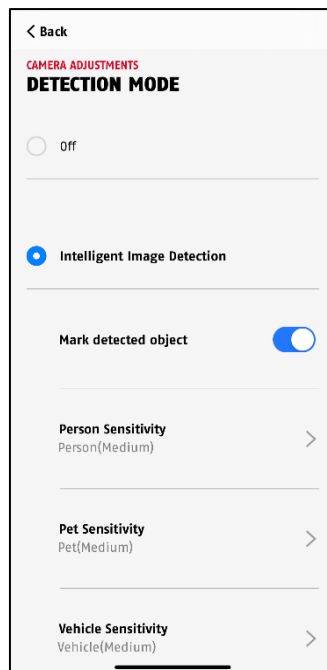 Back
CAMERA ADJUSTMENTS
DETECTION MODE
Off
Intelligent Image Detection
Mark detected object
Person Sensitivity
Person(Medium)
Pet Sensitivity
Pet(Medium)
Vehicle Sensitivity
Vehicle(Medium)